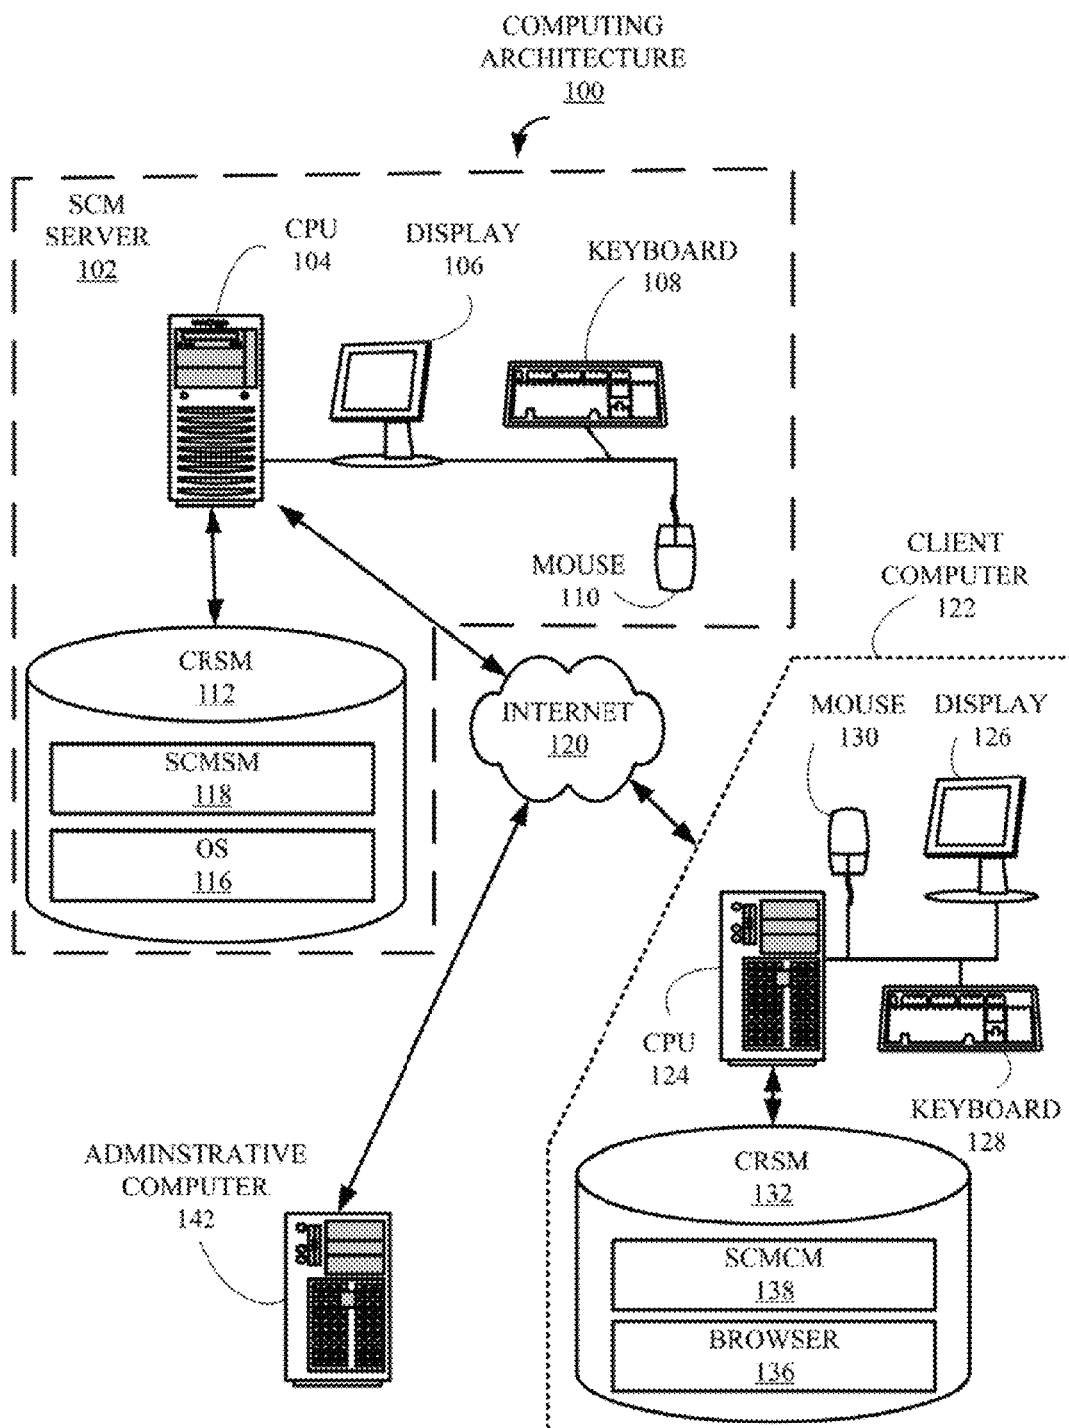 COMPUTING
ARCHITECTURE
100
SCM
SERVER
102
CPU
104
DISPLAY
106
KEYBOARD
108
MOUSE
110
CRSM
112
SCMSM
118
OS
116
INTERNET
120
CLIENT
COMPUTER
122
MOUSE
130
DISPLAY
126
CPU
124
KEYBOARD
128
CRSM
132
SCMCM
138
BROWSER
136
ADMINSTRATIVE
COMPUTER
142